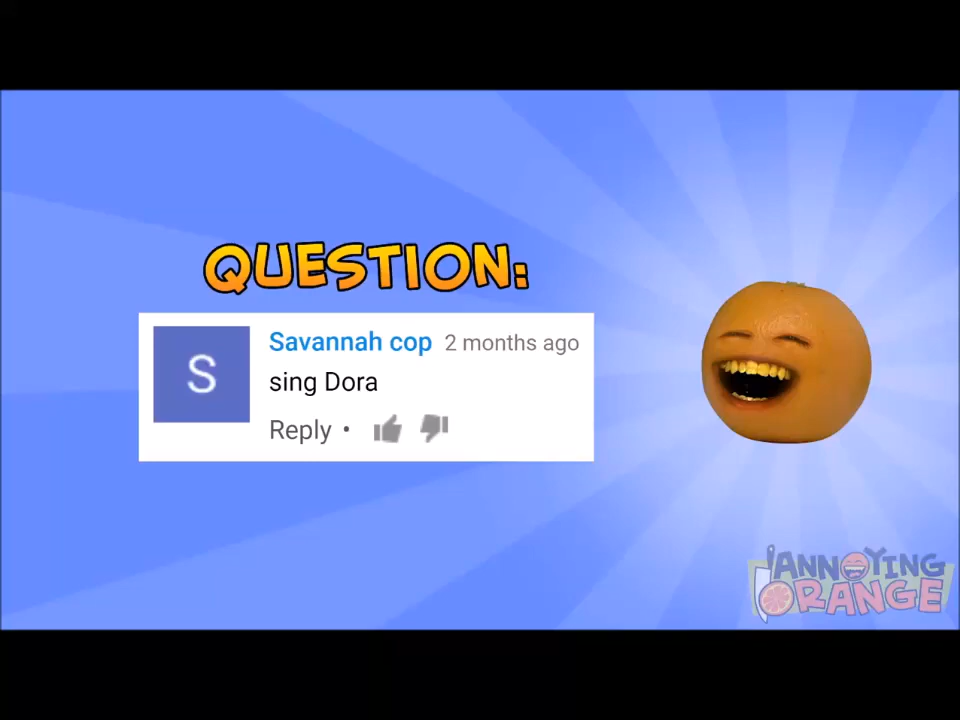 QUESTION:
S
Savannah cop 2 months ago
sing Dora
Reply •
ANNOYING
ORANGE